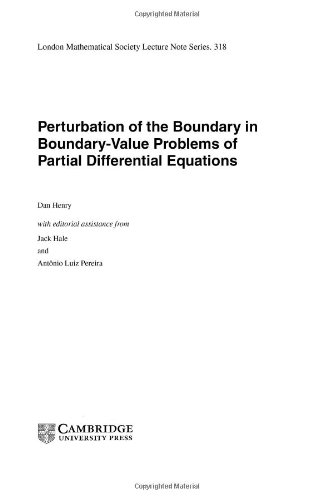 Copyrighted Material
London Mathematical Society Lecture Note Series. 318
Perturbation of the Boundary in
Boundary-Value Problems of
Partial Differential Equations
Dan Henry
with editorial assistance from
Jack Hale
and
Antônio Luiz Pereira
CAMBRIDGE
UNIVERSITY PRESS
Copyrighted Material